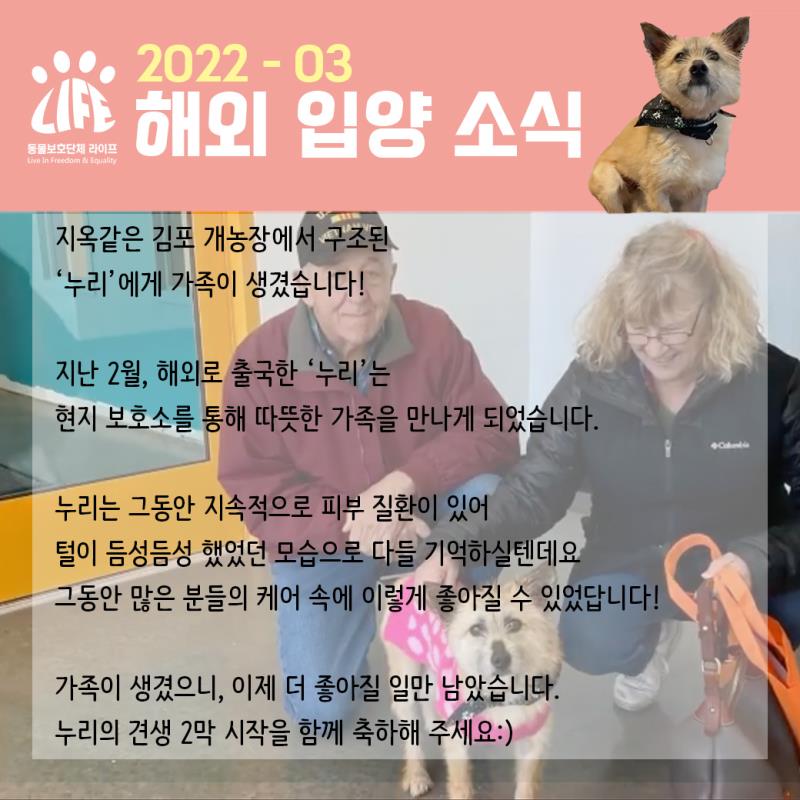 2022 - 03
LIFE
해외 입양 소식
동물보호단체 라이프
Live In Freedom & Equality
지옥같은 김포 개농장에서 구조된
‘누리’에게 가족이 생겼습니다!
지난 2월, 해외로 출국한 ‘누리’는
현지 보호소를 통해 따뜻한 가족을 만나게 되었습니다.
Columbia
누리는 그동안 지속적으로 피부 질환이 있어
털이 듬성듬성 했었던 모습으로 다들 기억하실텐데요
그동안 많은 분들의 케어 속에 이렇게 좋아질 수 있었답니다!
가족이 생겼으니, 이제 더 좋아질 일만 남았습니다.
누리의 견생 2막 시작을 함께 축하해 주세요:)